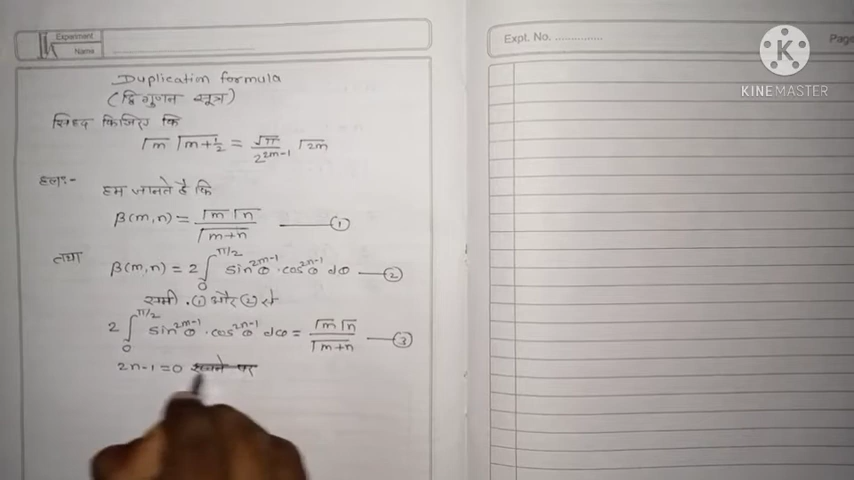 Experiment
Name
Expt. No. ..............
Page
K
KINEMASTER
Duplication formula
(द्विगुणन सूत्र)
सिद्ध किजिए कि
Γm Γm+½ = √π / 2^(2m-1) Γ2m
हलः- हम जानते है कि
β(m,n) = Γm Γn / Γm+n ——— ①
तथा β(m,n) = 2 ∫₀^(π/2) sin^(2m-1)θ · cos^(2n-1)θ dθ — ②
समी. ① और ② से
2 ∫₀^(π/2) sin^(2m-1)θ · cos^(2n-1)θ dθ = Γm Γn / Γm+n — ③
2n-1 = 0 रखने पर